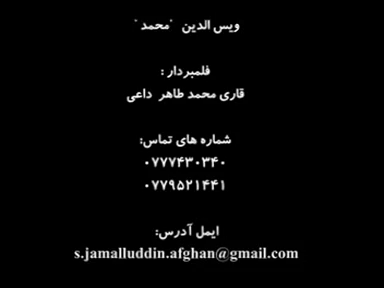 ویس الدین "محمد"
فلمبردار :
قاری محمد طاهر داعی
شماره های تماس:
۰۷۷۷۴۳۰۳۴۰
۰۷۷۹۵۲۱۴۴۱
ایمل آدرس:
s.jamalluddin.afghan@gmail.com